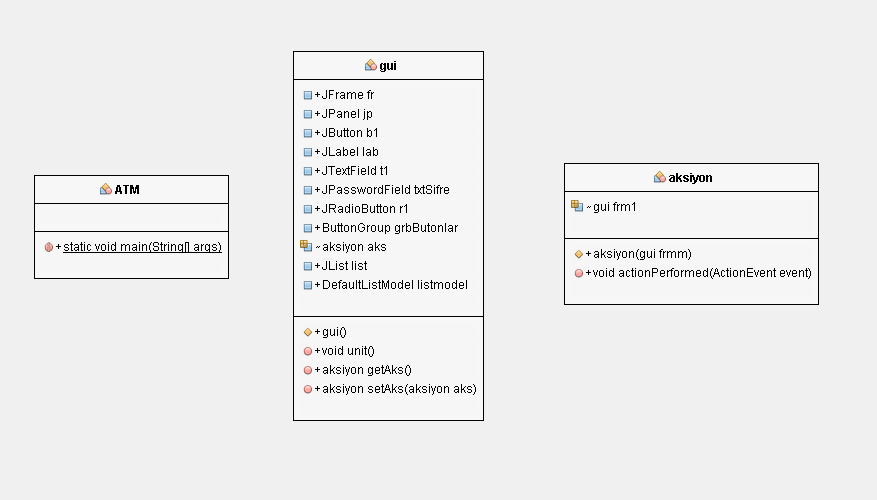 ATM
+static void main(String[] args)
gui
+JFrame fr
+JPanel jp
+JButton b1
+JLabel lab
+JTextField t1
+JPasswordField txtSifre
+JRadioButton r1
+ButtonGroup grbButonlar
~aksiyon aks
+JList list
+DefaultListModel listmodel
+gui()
+void unit()
+aksiyon getAks()
+aksiyon setAks(aksiyon aks)
aksiyon
~gui frm1
+aksiyon(gui frmm)
+void actionPerformed(ActionEvent event)